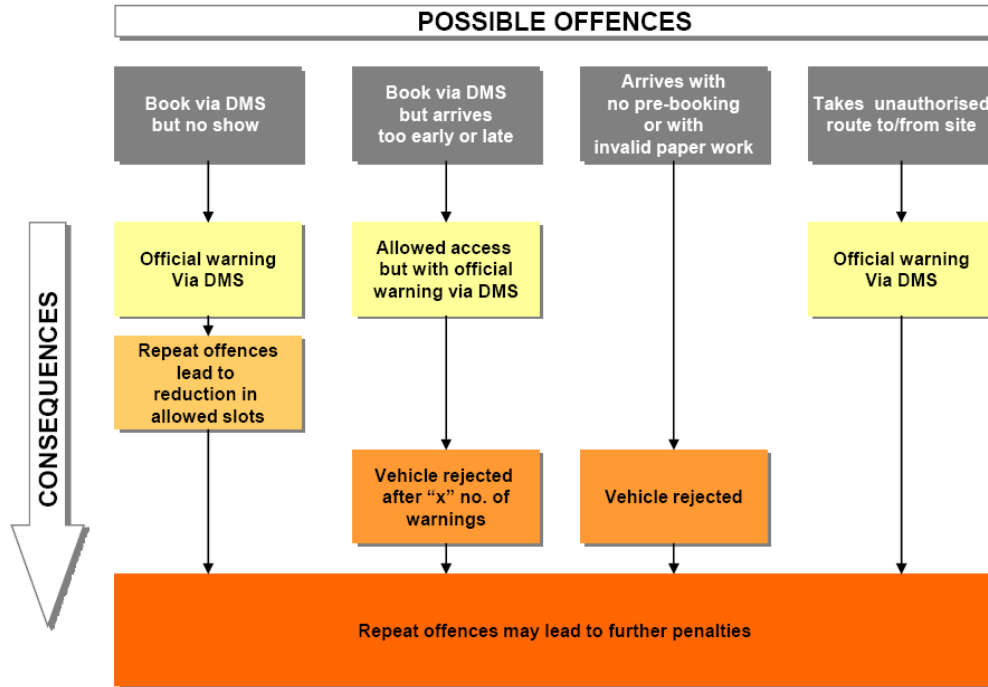 POSSIBLE OFFENCES
Book via DMS
but no show
Book via DMS
but arrives
too early or late
Arrives with
no pre-booking
or with
invalid paper work
Takes unauthorised
route to/from site
CONSEQUENCES
Official warning
Via DMS
Allowed access
but with official
warning via DMS
Official warning
Via DMS
Repeat offences
lead to
reduction in
allowed slots
Vehicle rejected
after “x” no. of
warnings
Vehicle rejected
Repeat offences may lead to further penalties